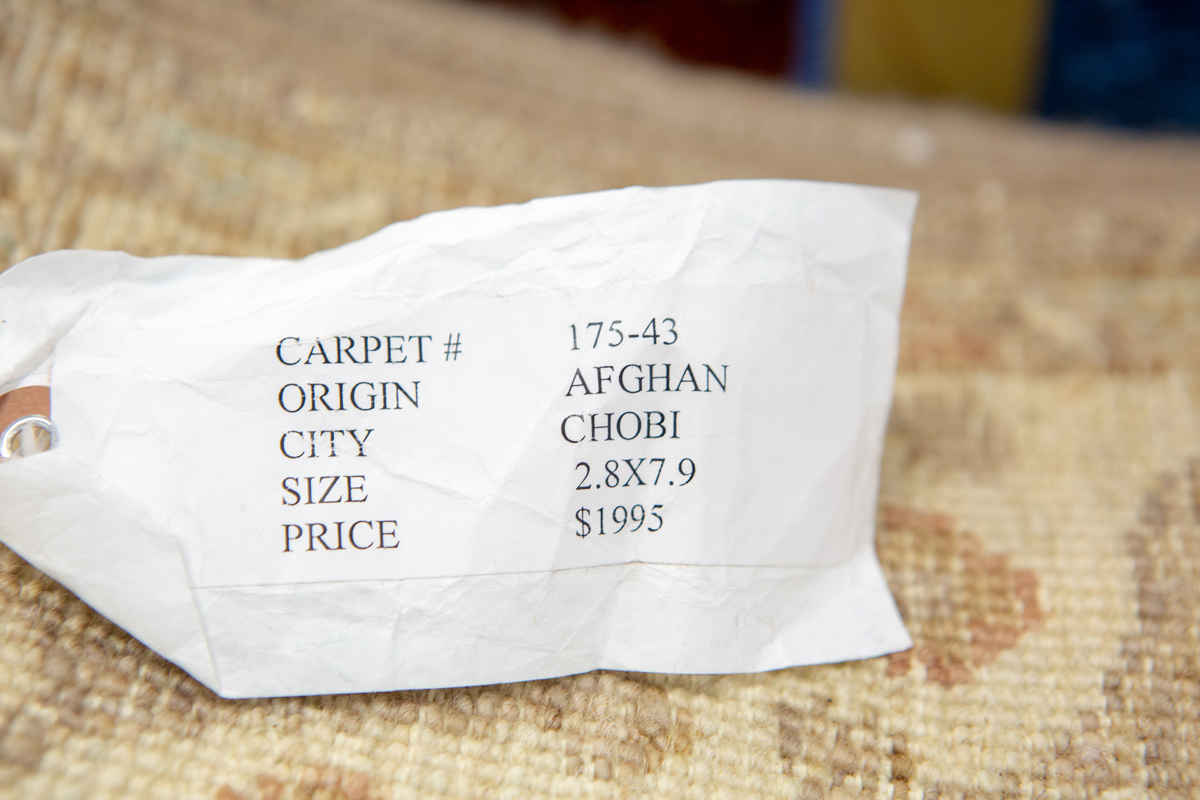 CARPET # 175-43
ORIGIN AFGHAN
CITY CHOBI
SIZE 2.8X7.9
PRICE $1995